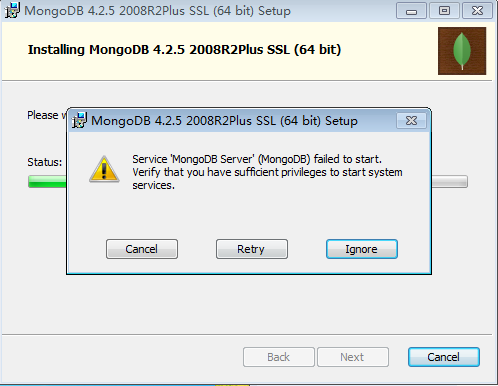 MongoDB 4.2.5 2008R2Plus SSL (64 bit) Setup
Installing MongoDB 4.2.5 2008R2Plus SSL (64 bit)
Please w
MongoDB 4.2.5 2008R2Plus SSL (64 bit) Setup
Status:
Service 'MongoDB Server' (MongoDB) failed to start.
Verify that you have sufficient privileges to start system
services.
Cancel
Retry
Ignore
Back
Next
Cancel